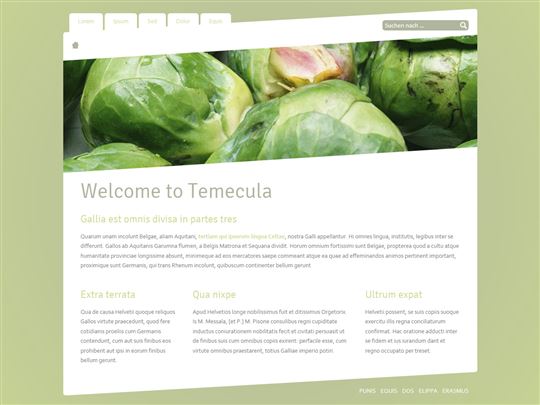 Lorem Ipsum Sed Dolor Equis
Suchen nach ...
Welcome to Temecula
Gallia est omnis divisa in partes tres
Quarum unam incolunt Belgae, aliam Aquitani, tertiam qui ipsorum lingua Celtae, nostra Galli appellantur. Hi omnes lingua, institutis, legibus inter se
differunt. Gallos ab Aquitanis Garumna flumen, a Belgis Matrona et Sequana dividit. Horum omnium fortissimi sunt Belgae, propterea quod a cultu atque
humanitate provinciae longissime absunt, minimeque ad eos mercatores saepe commeant atque ea quae ad effeminandos animos pertinent important,
proximique sunt Germanis, qui trans Rhenum incolunt, quibuscum continenter bellum gerunt.
Extra terrata
Qua de causa Helvetii quoque reliquos
Gallos virtute praecedunt, quod fere
cotidianis proeliis cum Germanis
contendunt, cum aut suis finibus eos
prohibent aut ipsi in eorum finibus
bellum gerunt.
Qua nixpe
Apud Helvetios longe nobilissimus fuit et ditissimus Orgetorix.
Is M. Messala, [et P.] M. Pisone consulibus regni cupiditate
inductus coniurationem nobilitatis fecit et civitati persuasit ut
de finibus suis cum omnibus copiis exirent: perfacile esse, cum
virtute omnibus praestarent, totius Galliae imperio potiri.
Ultrum expat
Helvetii possent, se suis copiis suoque
exercitu illis regna conciliaturum
confirmat. Hac oratione adducti inter
se fidem et ius iurandum dant et
regno occupato per treset.
PUNIS EQUIS DOS ELIPPA ERASMUS